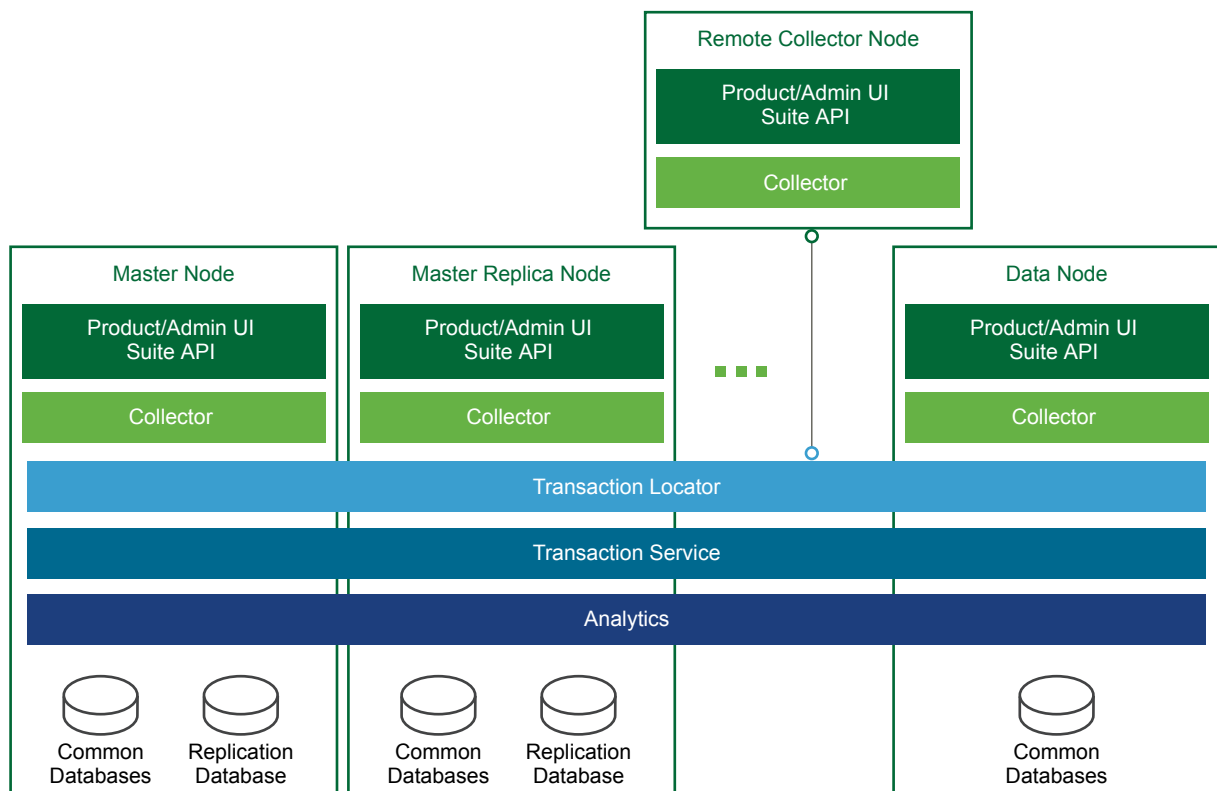 Remote Collector Node
Product/Admin UI
Suite API
Collector
Master Node
Product/Admin UI
Suite API
Collector
Master Replica Node
Product/Admin UI
Suite API
Collector
Data Node
Product/Admin UI
Suite API
Collector
Transaction Locator
Transaction Service
Analytics
Common
Databases
Replication
Database
Common
Databases
Replication
Database
Common
Databases